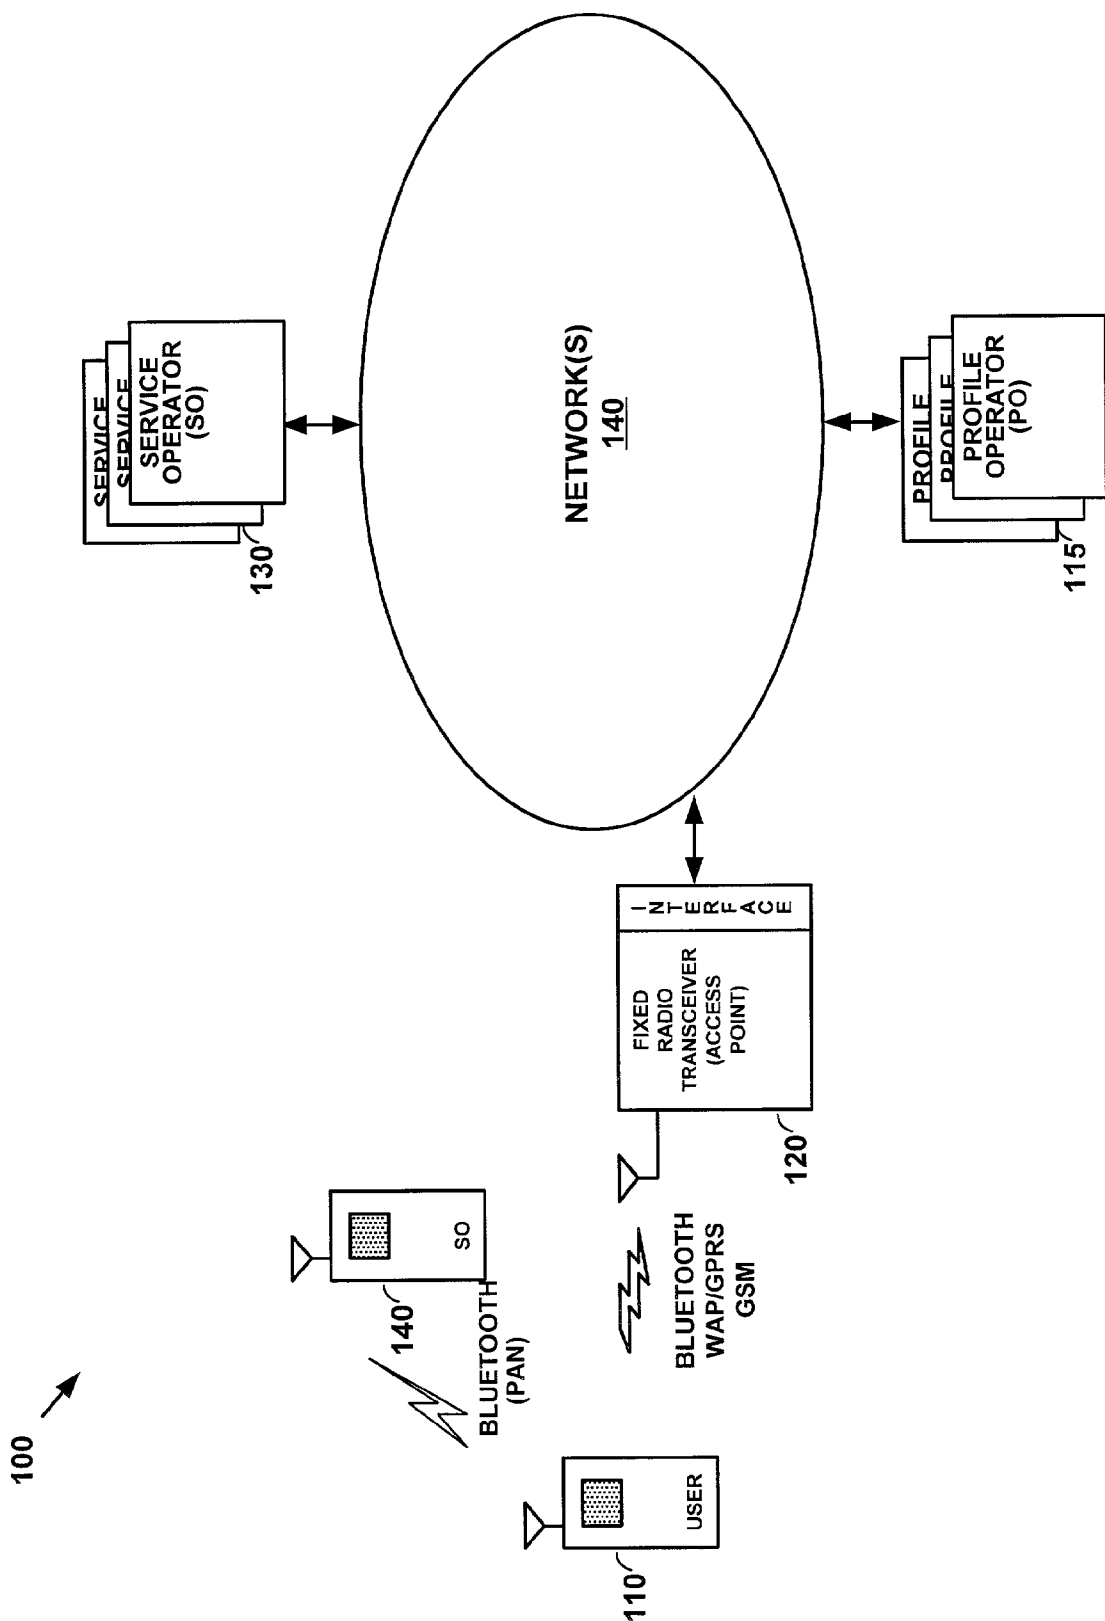 100
SERVICE
SERVICE
SERVICE
OPERATOR
(SO)
130
NETWORK(S)
140
PROFILE
PROFILE
PROFILE
OPERATOR
(PO)
115
INTERFACE
FIXED
RADIO
TRANSCEIVER
(ACCESS
POINT)
120
SO
140
BLUETOOTH
(PAN)
BLUETOOTH
WAP/GPRS
GSM
USER
110